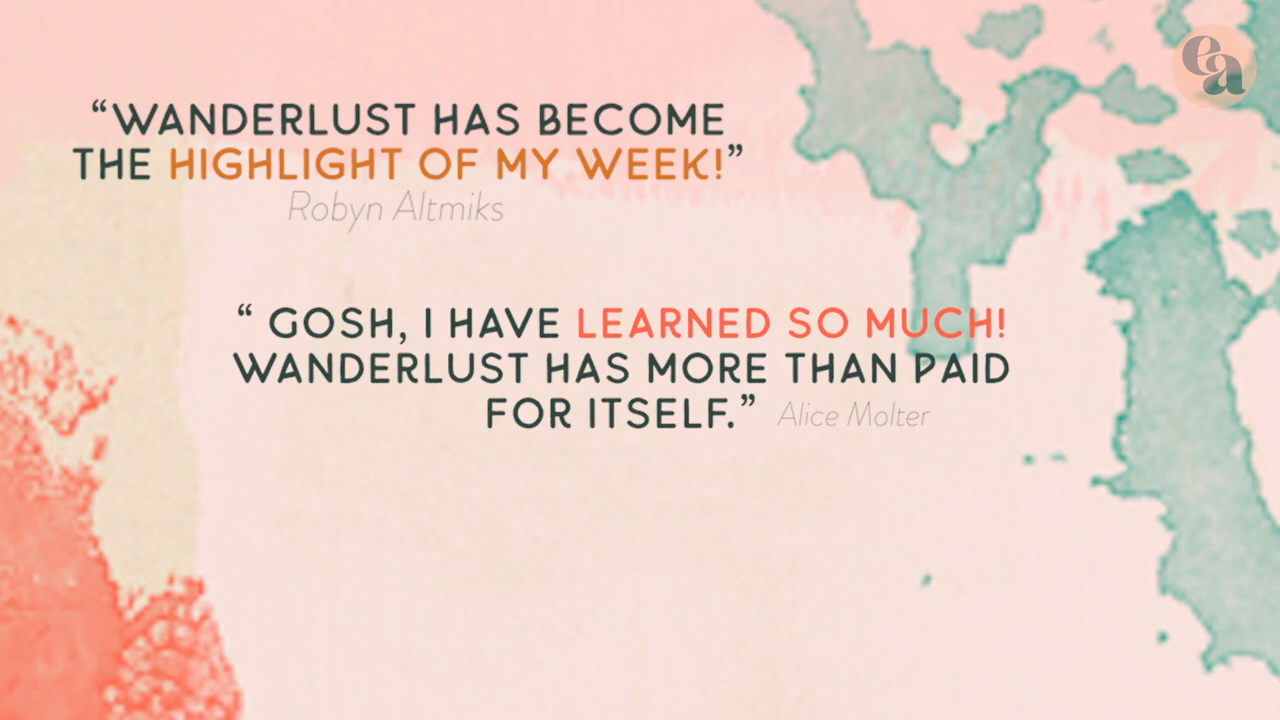 “WANDERLUST HAS BECOME
THE HIGHLIGHT OF MY WEEK!”
Robyn Altmiks
“ GOSH, I HAVE LEARNED SO MUCH!
WANDERLUST HAS MORE THAN PAID
FOR ITSELF.” Alice Molter
ea